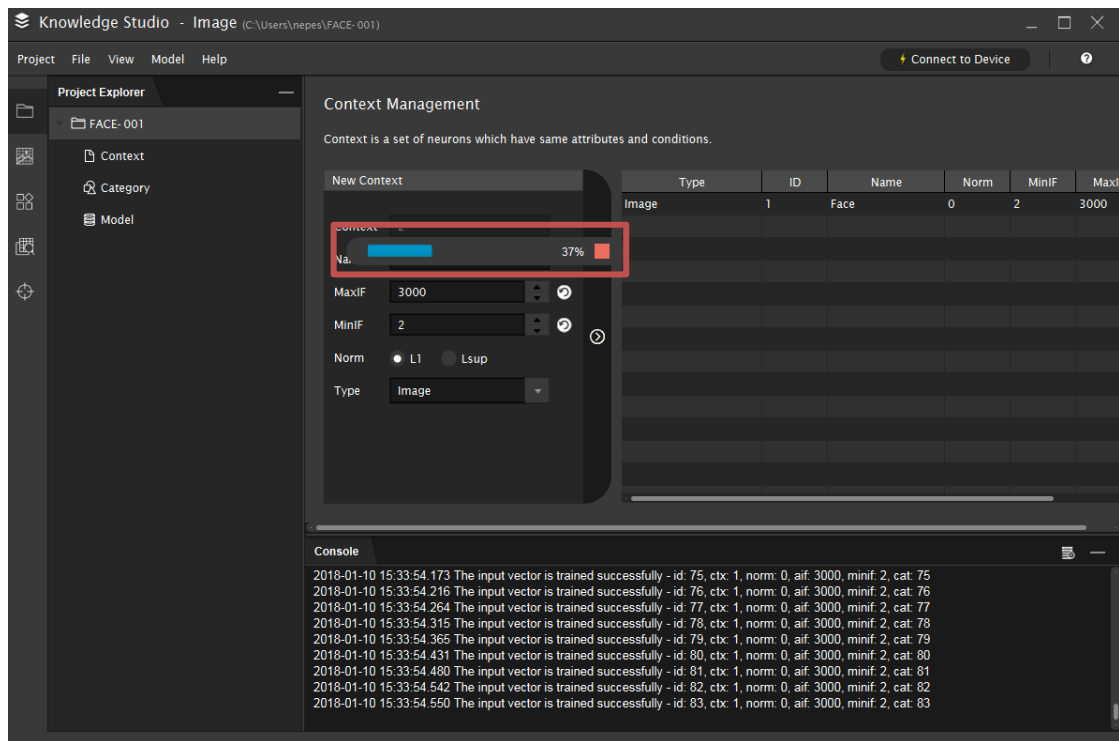 Knowledge Studio - Image (C:\Users\nepes\FACE- 001)
Project File View Model Help
Connect to Device
?
Project Explorer
FACE- 001
Context
Category
Model
Context Management
Context is a set of neurons which have same attributes and conditions.
New Context
Context 2
37%
MaxIF 3000
MinIF 2
Norm L1 Lsup
Type Image
Type ID Name Norm MinIF MaxI
Image 1 Face 0 2 3000
Console
2018-01-10 15:33:54.173 The input vector is trained successfully - id: 75, ctx: 1, norm: 0, aif: 3000, minif: 2, cat: 75
2018-01-10 15:33:54.216 The input vector is trained successfully - id: 76, ctx: 1, norm: 0, aif: 3000, minif: 2, cat: 76
2018-01-10 15:33:54.264 The input vector is trained successfully - id: 77, ctx: 1, norm: 0, aif: 3000, minif: 2, cat: 77
2018-01-10 15:33:54.315 The input vector is trained successfully - id: 78, ctx: 1, norm: 0, aif: 3000, minif: 2, cat: 78
2018-01-10 15:33:54.365 The input vector is trained successfully - id: 79, ctx: 1, norm: 0, aif: 3000, minif: 2, cat: 79
2018-01-10 15:33:54.431 The input vector is trained successfully - id: 80, ctx: 1, norm: 0, aif: 3000, minif: 2, cat: 80
2018-01-10 15:33:54.480 The input vector is trained successfully - id: 81, ctx: 1, norm: 0, aif: 3000, minif: 2, cat: 81
2018-01-10 15:33:54.542 The input vector is trained successfully - id: 82, ctx: 1, norm: 0, aif: 3000, minif: 2, cat: 82
2018-01-10 15:33:54.550 The input vector is trained successfully - id: 83, ctx: 1, norm: 0, aif: 3000, minif: 2, cat: 83